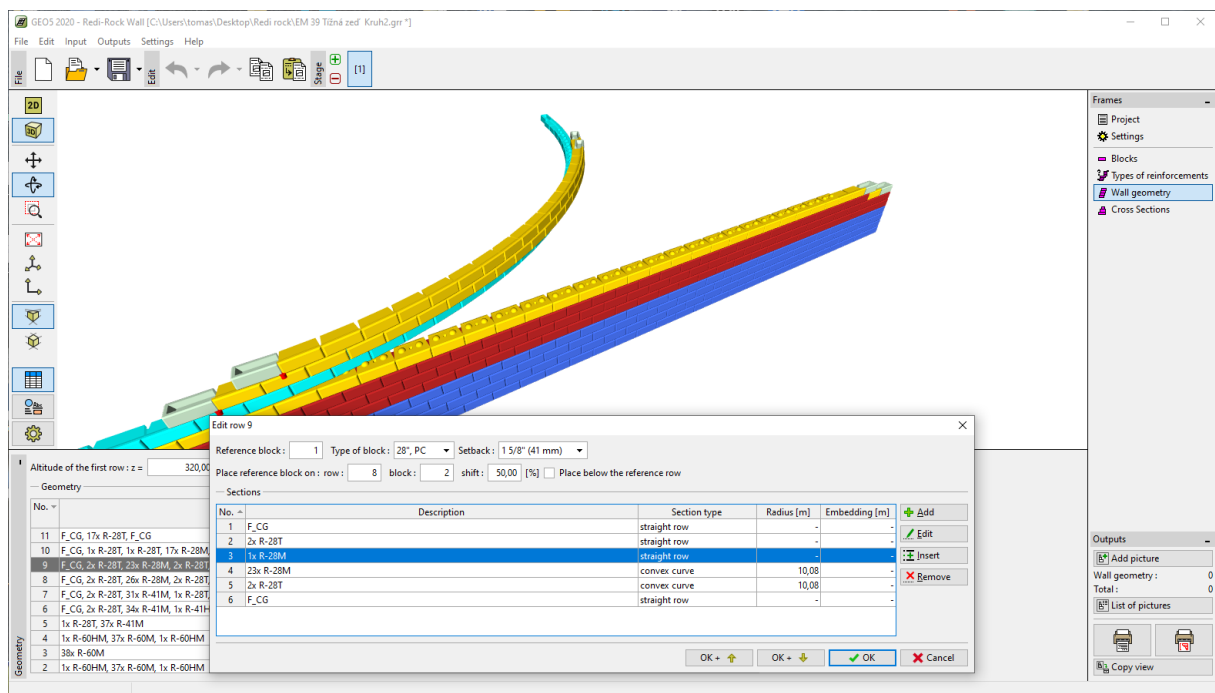 GEO5 2020 - Redi-Rock Wall [C:\Users\tomas\Desktop\Redi rock\EM 39 Tížná zeď Kruh2.grr *]
File Edit Input Outputs Settings Help
File
Edit
Stage
[1]
2D
3D
Frames
Project
Settings
Blocks
Types of reinforcements
Wall geometry
Cross Sections
Altitude of the first row : z = 320,00
Geometry
No.
11 F_CG, 17x R-28T, F_CG
10 F_CG, 1x R-28T, 1x R-28T, 17x R-28M,
9 F_CG, 2x R-28T, 23x R-28M, 2x R-28T
8 F_CG, 2x R-28T, 26x R-28M, 2x R-28T
7 F_CG, 2x R-28T, 31x R-41M, 1x R-28T
6 F_CG, 2x R-28T, 34x R-41M, 1x R-41H
5 1x R-28T, 37x R-41M
4 1x R-60HM, 37x R-60M, 1x R-60HM
3 38x R-60M
2 1x R-60HM, 37x R-60M, 1x R-60HM
Geometry
Edit row 9
Reference block : 1 Type of block : 28", PC Setback : 1 5/8" (41 mm)
Place reference block on : row : 8 block : 2 shift : 50,00 [%] Place below the reference row
Sections
No. Description Section type Radius [m] Embedding [m]
1 F_CG straight row - -
2 2x R-28T straight row - -
3 1x R-28M straight row - -
4 23x R-28M convex curve 10,08 -
5 2x R-28T convex curve 10,08 -
6 F_CG straight row - -
Add
Edit
Insert
Remove
OK + OK + OK Cancel
Outputs
Add picture
Wall geometry : 0
Total : 0
List of pictures
Copy view